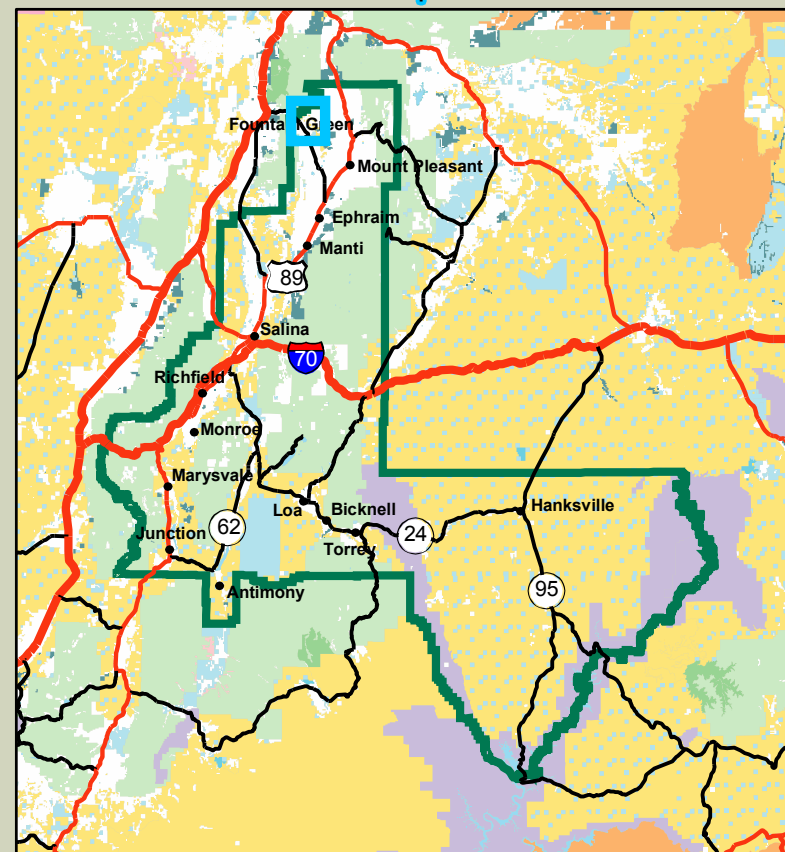 Fountain Green
Mount Pleasant
Ephraim
Manti
89
Salina
70
Richfield
Monroe
Marysvale
Loa
Bicknell
Hanksville
62
24
Junction
Torrey
95
Antimony